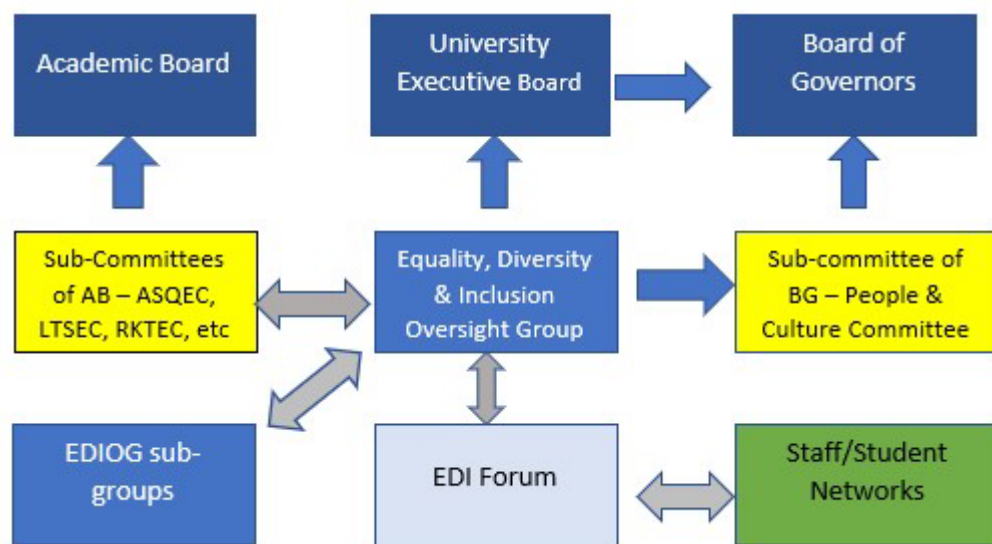 Academic Board
University
Executive Board
Board of
Governors
Sub-Committees
of AB – ASQEC,
LTSEC, RKTEC, etc
Equality, Diversity
& Inclusion
Oversight Group
Sub-committee of
BG – People &
Culture Committee
EDIOG sub-
groups
EDI Forum
Staff/Student
Networks